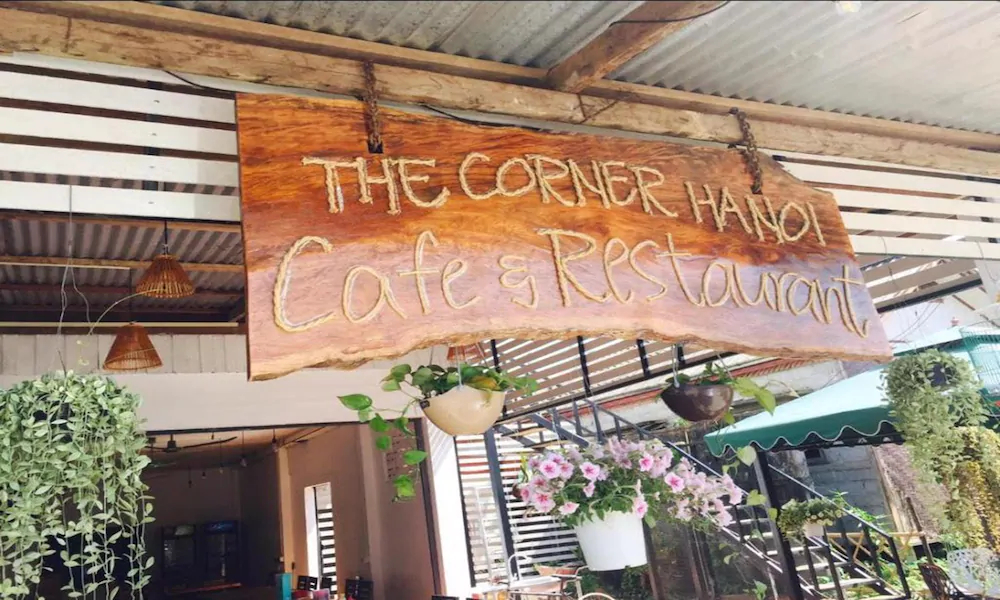 THE CORNER HANOI
Cafe & Restaurant